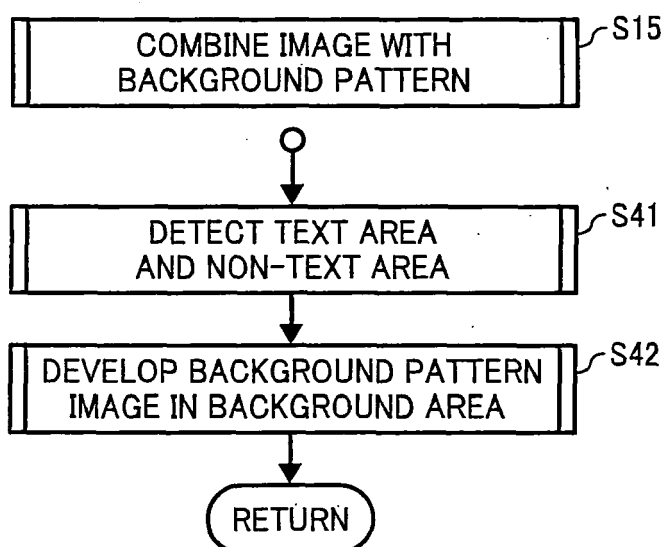 COMBINE IMAGE WITH
BACKGROUND PATTERN
S15
DETECT TEXT AREA
AND NON-TEXT AREA
S41
DEVELOP BACKGROUND PATTERN
IMAGE IN BACKGROUND AREA
S42
RETURN